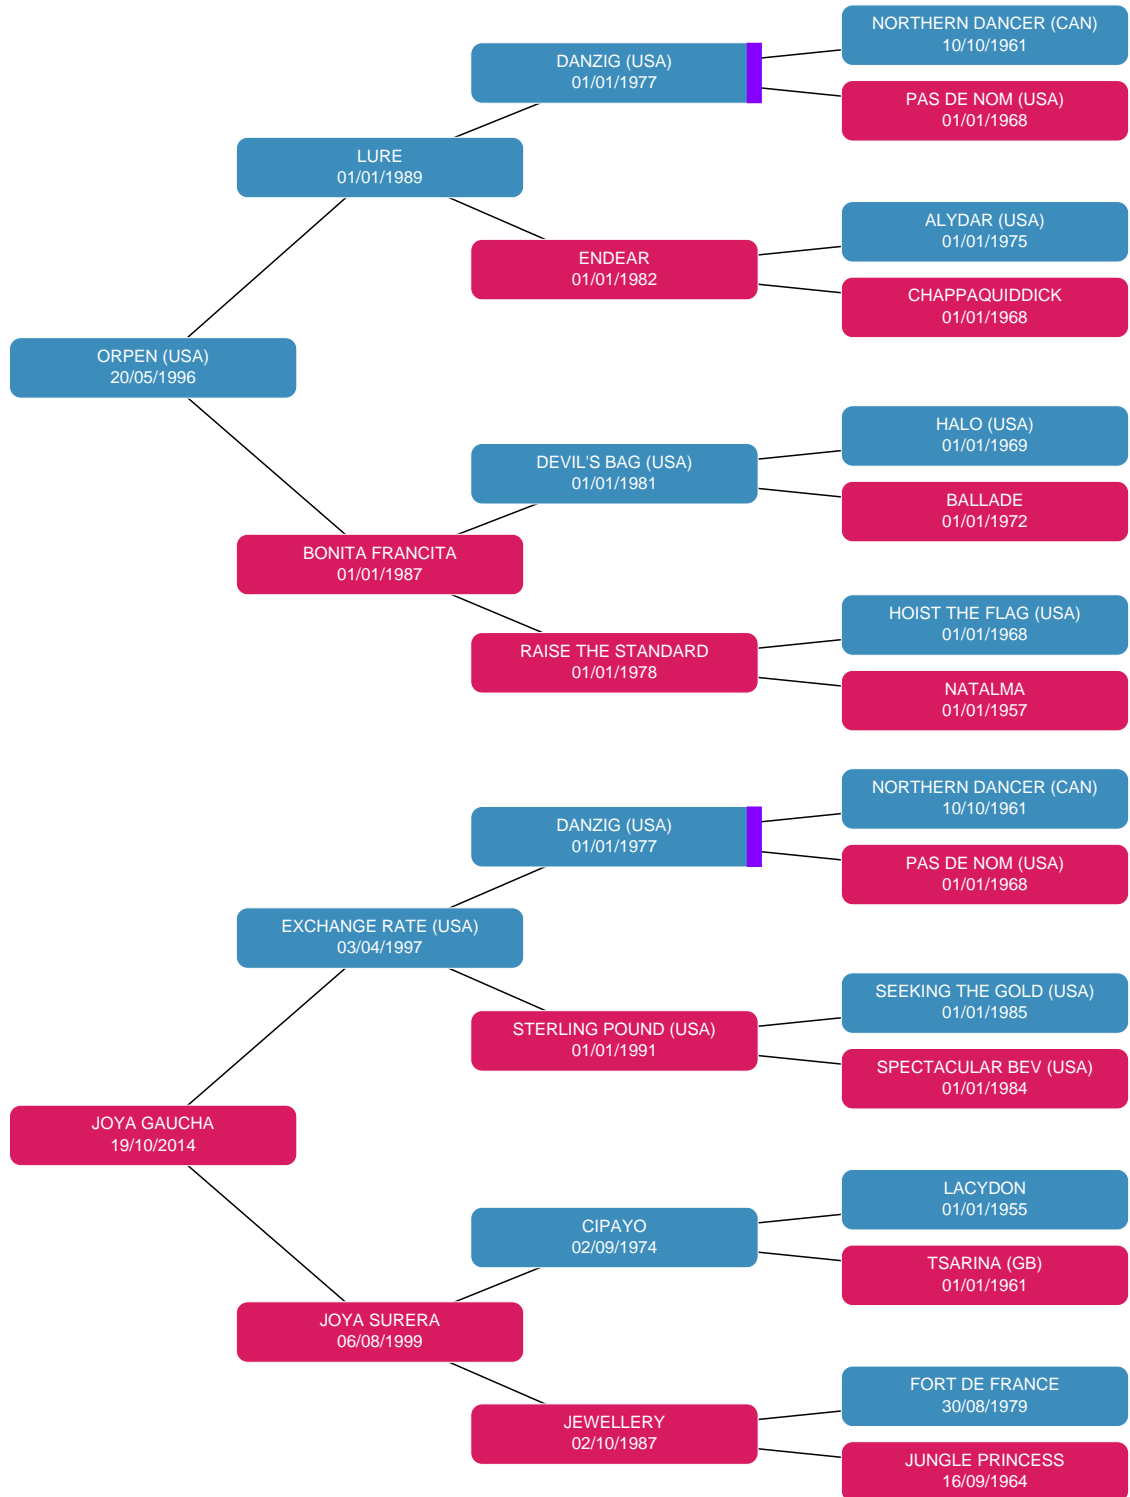 NORTHERN DANCER (CAN)
10/10/1961
DANZIG (USA)
01/01/1977
PAS DE NOM (USA)
01/01/1968
LURE
01/01/1989
ALYDAR (USA)
01/01/1975
ENDEAR
01/01/1982
CHAPPAQUIDDICK
01/01/1968
ORPEN (USA)
20/05/1996
HALO (USA)
01/01/1969
DEVIL'S BAG (USA)
01/01/1981
BALLADE
01/01/1972
BONITA FRANCITA
01/01/1987
HOIST THE FLAG (USA)
01/01/1968
RAISE THE STANDARD
01/01/1978
NATALMA
01/01/1957
NORTHERN DANCER (CAN)
10/10/1961
DANZIG (USA)
01/01/1977
PAS DE NOM (USA)
01/01/1968
EXCHANGE RATE (USA)
03/04/1997
SEEKING THE GOLD (USA)
01/01/1985
STERLING POUND (USA)
01/01/1991
SPECTACULAR BEV (USA)
01/01/1984
JOYA GAUCHA
19/10/2014
LACYDON
01/01/1955
CIPAYO
02/09/1974
TSARINA (GB)
01/01/1961
JOYA SURERA
06/08/1999
FORT DE FRANCE
30/08/1979
JEWELLERY
02/10/1987
JUNGLE PRINCESS
16/09/1964